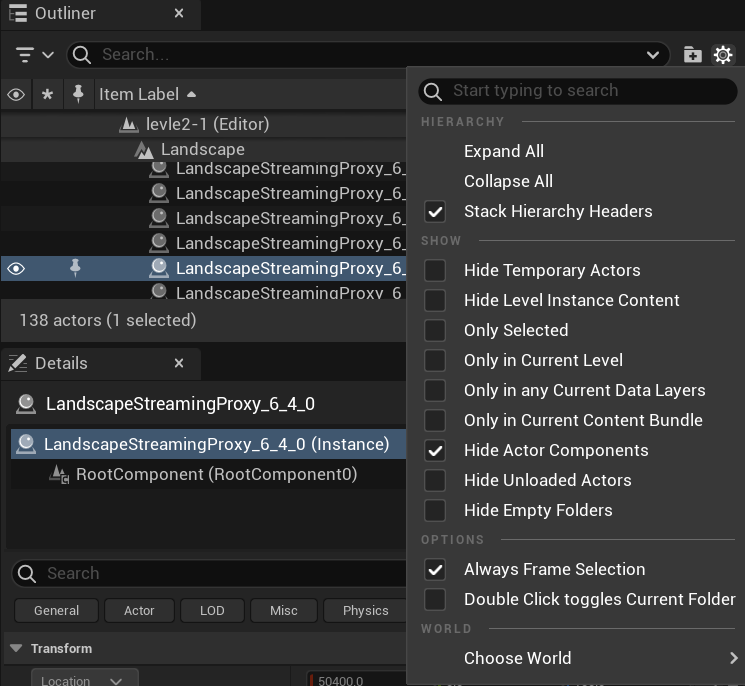 Outliner
Search...
Item Label
levle2-1 (Editor)
Landscape
LandscapeStreamingProxy_6_
LandscapeStreamingProxy_6_
LandscapeStreamingProxy_6_
LandscapeStreamingProxy_6_
LandscapeStreamingProxy_6_
LandscapeStreamingProxy_6
138 actors (1 selected)
Details
LandscapeStreamingProxy_6_4_0
LandscapeStreamingProxy_6_4_0 (Instance)
RootComponent (RootComponent0)
Search
General Actor LOD Misc Physics
Transform
Location 50400.0
Start typing to search
HIERARCHY
Expand All
Collapse All
Stack Hierarchy Headers
SHOW
Hide Temporary Actors
Hide Level Instance Content
Only Selected
Only in Current Level
Only in any Current Data Layers
Only in Current Content Bundle
Hide Actor Components
Hide Unloaded Actors
Hide Empty Folders
OPTIONS
Always Frame Selection
Double Click toggles Current Folder
WORLD
Choose World